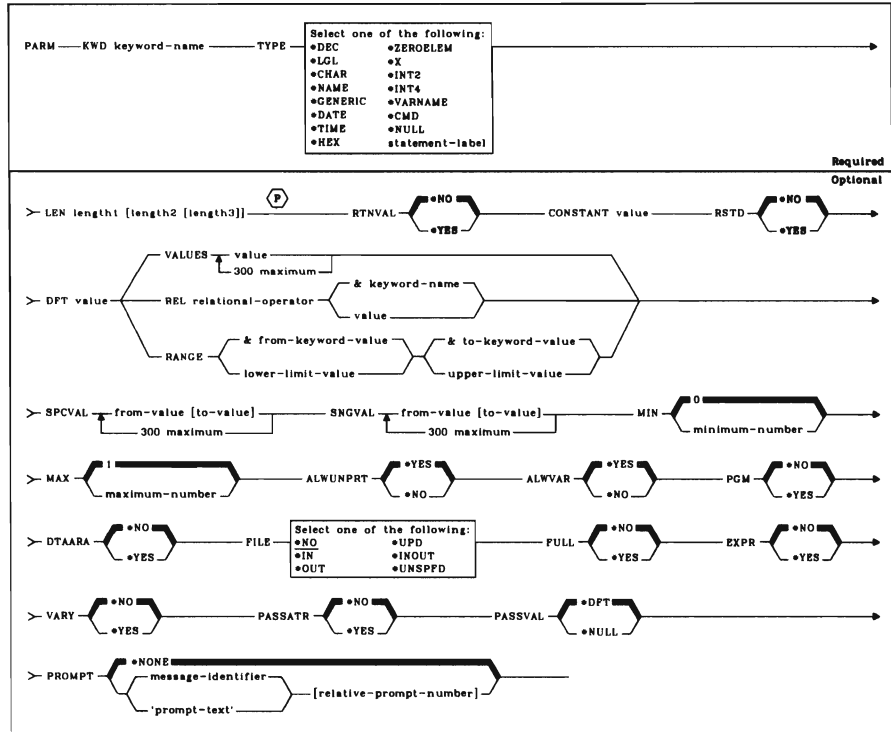 Select one of the following:
PARM KWD keyword-name TYPE
•DEC •ZEROELEM
•LGL •X
•CHAR •INT2
•NAME •INT4
•GENERIC •VARNAME
•DATE •CMD
•TIME •NULL
•HEX statement-label
Required
Optional
P
LEN length1 [length2 [length3]] RTNVAL •NO CONSTANT value RSTD •NO
•YES •YES
VALUES value
300 maximum
& keyword-name
DFT value REL relational-operator
value
& from-keyword-value & to-keyword-value
RANGE
lower-limit-value upper-limit-value
SPCVAL from-value [to-value] SNGVAL from-value [to-value] MIN 0
300 maximum 300 maximum minimum-number
MAX 1 ALWUNPRT •YES ALWVAR •YES PGM •NO
maximum-number •NO •NO •YES
Select one of the following:
DTAARA •NO FILE •NO •UPD FULL •NO EXPR •NO
•YES •IN •INOUT •YES •YES
•OUT •UNSPFD
VARY •NO PASSATR •NO PASSVAL •DFT
•YES •YES •NULL
PROMPT •NONE
message-identifier
[relative-prompt-number]
'prompt-text'